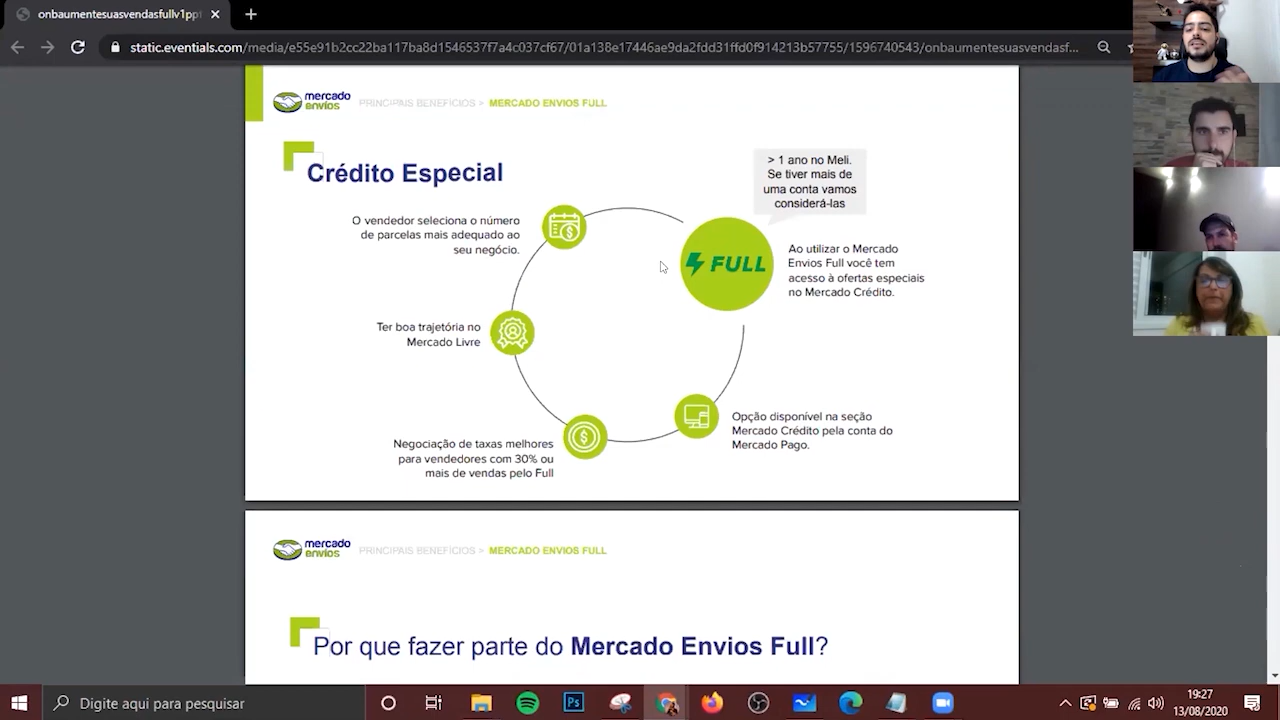 onbaumentesuasvendasfullv1ppt
static.eventials.com/media/e55e91b2cc22ba117ba8d1546537f7a4c037cf67/01a138e17446ae9da2fdd31ffd0f914213b57755/1596740543/onbaumentesuasvendasf...
mercado
envios
PRINCIPAIS BENEFÍCIOS > MERCADO ENVIOS FULL
Crédito Especial
> 1 ano no Meli.
Se tiver mais de
uma conta vamos
considerá-las
O vendedor seleciona o número
de parcelas mais adequado ao
seu negócio.
FULL
Ao utilizar o Mercado
Envios Full você tem
acesso à ofertas especiais
no Mercado Crédito.
Ter boa trajetória no
Mercado Livre
Negociação de taxas melhores
para vendedores com 30% ou
mais de vendas pelo Full
Opção disponível na seção
Mercado Crédito pela conta do
Mercado Pago.
mercado
envios
PRINCIPAIS BENEFÍCIOS > MERCADO ENVIOS FULL
Por que fazer parte do Mercado Envios Full?
Digite aqui para pesquisar
Ps
19:27
13/08/2020